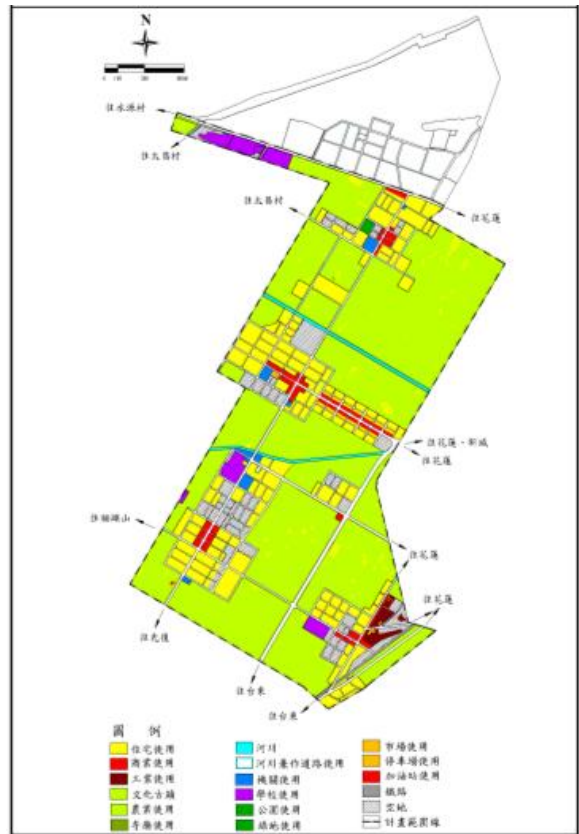 N
往水源村
往太昌村
往太昌村
往花蓮
往花蓮、新城
往花蓮
往銅蘭山
往花蓮
往花蓮
往光復
往台東
往台東
圖 例
住宅使用
商業使用
工業使用
文化古蹟
農業使用
寺廟使用
河川
河川兼作道路使用
機關使用
學校使用
公園使用
綠地使用
市場使用
停車場使用
加油站使用
鐵路
空地
計畫範圍線